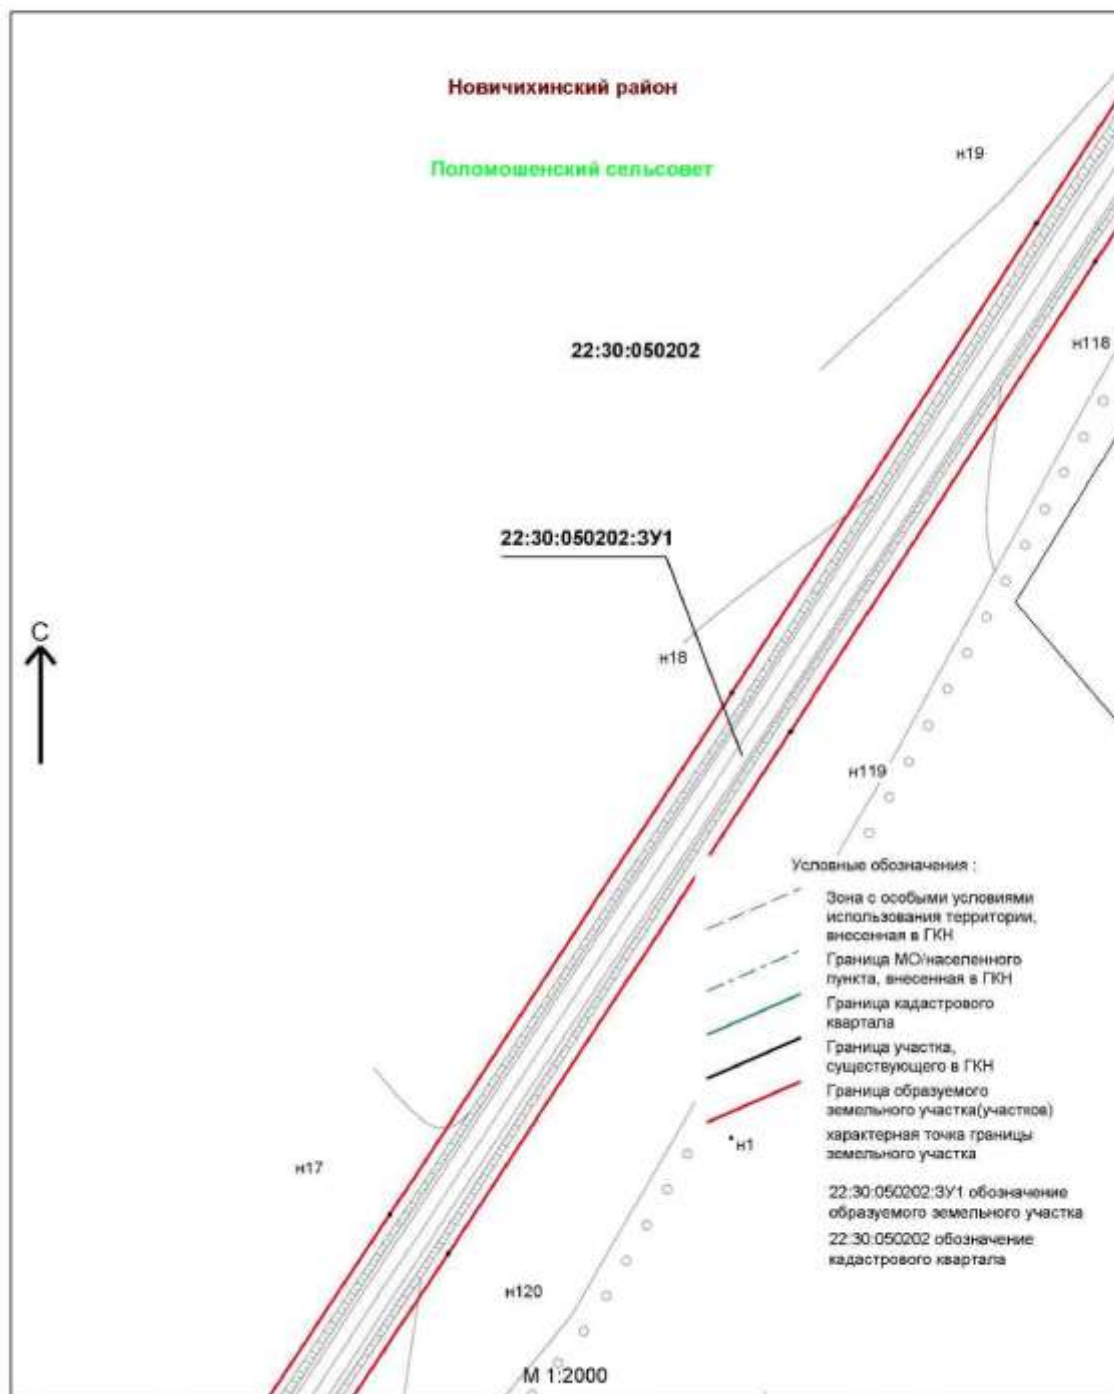 Новичихинский район
Поломошенский сельсовет
н19
н118
22:30:050202
22:30:050202:ЗУ1
С
н18
н119
Условные обозначения :
Зона с особыми условиями
использования территории,
внесенная в ГКН
Граница МО/населенного
пункта, внесенная в ГКН
Граница кадастрового
квартала
Граница участка,
существующего в ГКН
Граница образуемого
земельного участка(участков)
н1
характерная точка границы
земельного участка
22:30:050202:ЗУ1 обозначение
образуемого земельного участка
22:30:050202 обозначение
кадастрового квартала
н17
н120
М 1:2000